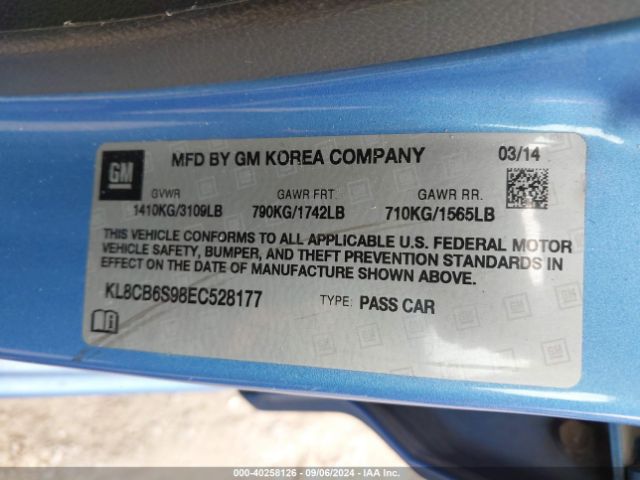 GM
MFD BY GM KOREA COMPANY 03/14
GVWR GAWR FRT. GAWR RR.
1410KG/3109LB 790KG/1742LB 710KG/1565LB
THIS VEHICLE CONFORMS TO ALL APPLICABLE U.S. FEDERAL MOTOR
VEHICLE SAFETY, BUMPER, AND THEFT PREVENTION STANDARDS IN
EFFECT ON THE DATE OF MANUFACTURE SHOWN ABOVE.
KL8CB6S98EC528177 TYPE: PASS CAR
000-40258126 - 09/06/2024 - IAA Inc.